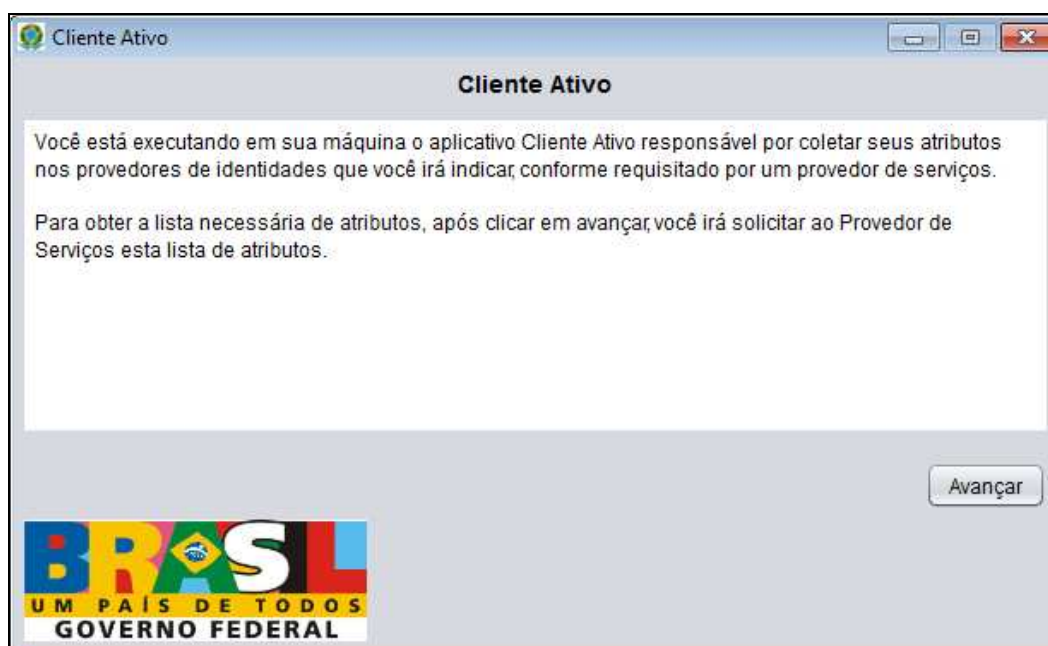 Cliente Ativo
Cliente Ativo
Você está executando em sua máquina o aplicativo Cliente Ativo responsável por coletar seus atributos
nos provedores de identidades que você irá indicar, conforme requisitado por um provedor de serviços.
Para obter a lista necessária de atributos, após clicar em avançar, você irá solicitar ao Provedor de
Serviços esta lista de atributos.
Avançar
BRASIL
UM PAÍS DE TODOS
GOVERNO FEDERAL